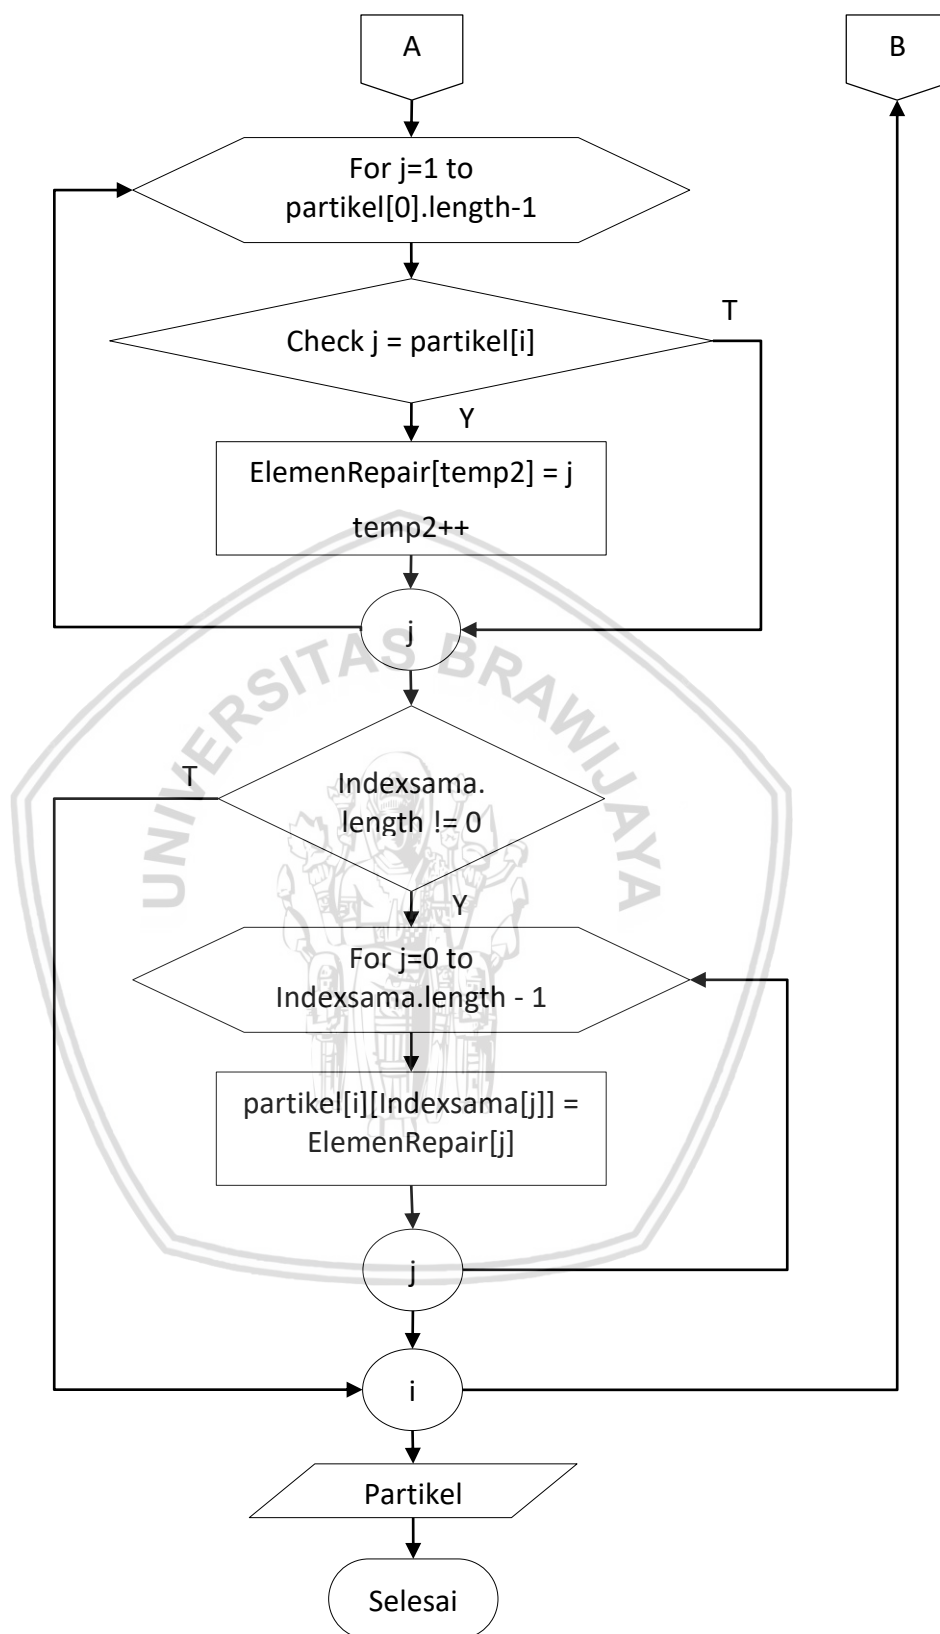 A
B
For j=1 to
partikel[0].length-1
T
Check j = partikel[i]
Y
ElemenRepair[temp2] = j
temp2++
j
UNIVERSITAS BRAWIJAYA
T
Indexsama.
length != 0
Y
For j=0 to
Indexsama.length - 1
partikel[i][Indexsama[j]] =
ElemenRepair[j]
j
i
Partikel
Selesai